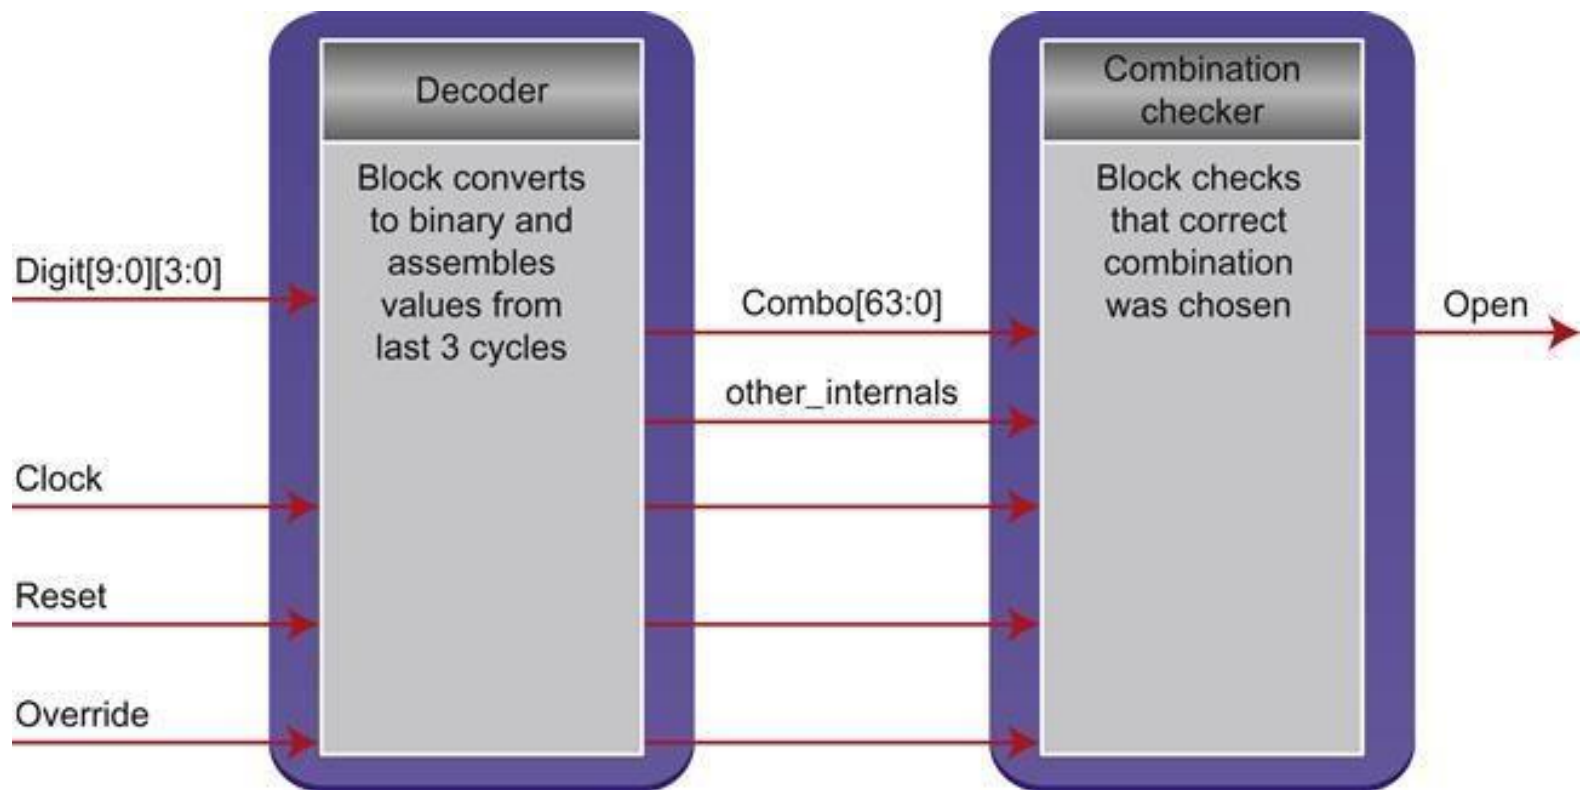 Decoder
Block converts
to binary and
assembles
values from
last 3 cycles
Digit[9:0][3:0]
Clock
Reset
Override
Combo[63:0]
other_internals
Combination
checker
Block checks
that correct
combination
was chosen
Open